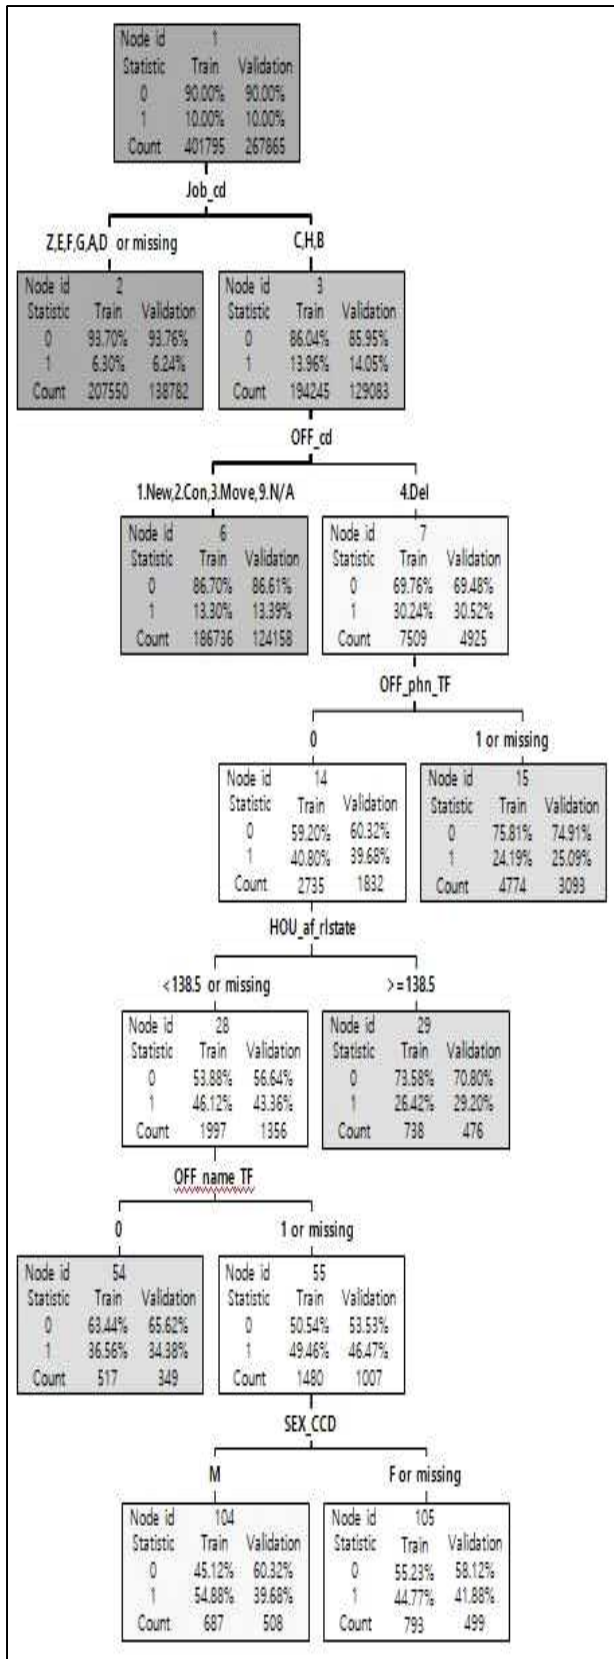 Node id 1
Statistic Train Validation
0 90.00% 90.00%
1 10.00% 10.00%
Count 401795 267865
Job_cd
Z,E,F,G,A,D or missing C,H,B
Node id 2
Statistic Train Validation
0 93.70% 93.76%
1 6.30% 6.24%
Count 207550 138782
Node id 3
Statistic Train Validation
0 86.04% 85.95%
1 13.96% 14.05%
Count 194245 129083
OFF_cd
1.New,2.Con,3.Move,9.N/A 4.Del
Node id 6
Statistic Train Validation
0 86.70% 86.61%
1 13.30% 13.39%
Count 186736 124158
Node id 7
Statistic Train Validation
0 69.76% 69.48%
1 30.24% 30.52%
Count 7509 4925
OFF_phn_TF
0 1 or missing
Node id 14
Statistic Train Validation
0 59.20% 60.32%
1 40.80% 39.68%
Count 2735 1832
Node id 15
Statistic Train Validation
0 75.81% 74.91%
1 24.19% 25.09%
Count 4774 3093
HOU_af_rlstate
<138.5 or missing >=138.5
Node id 28
Statistic Train Validation
0 53.88% 56.64%
1 46.12% 43.36%
Count 1997 1356
Node id 29
Statistic Train Validation
0 73.58% 70.80%
1 26.42% 29.20%
Count 738 476
OFF_name_TF
0 1 or missing
Node id 54
Statistic Train Validation
0 63.44% 65.62%
1 36.56% 34.38%
Count 517 349
Node id 55
Statistic Train Validation
0 50.54% 53.53%
1 49.46% 46.47%
Count 1480 1007
SEX_CCD
M F or missing
Node id 104
Statistic Train Validation
0 45.12% 60.32%
1 54.88% 39.68%
Count 687 508
Node id 105
Statistic Train Validation
0 55.23% 58.12%
1 44.77% 41.88%
Count 793 499